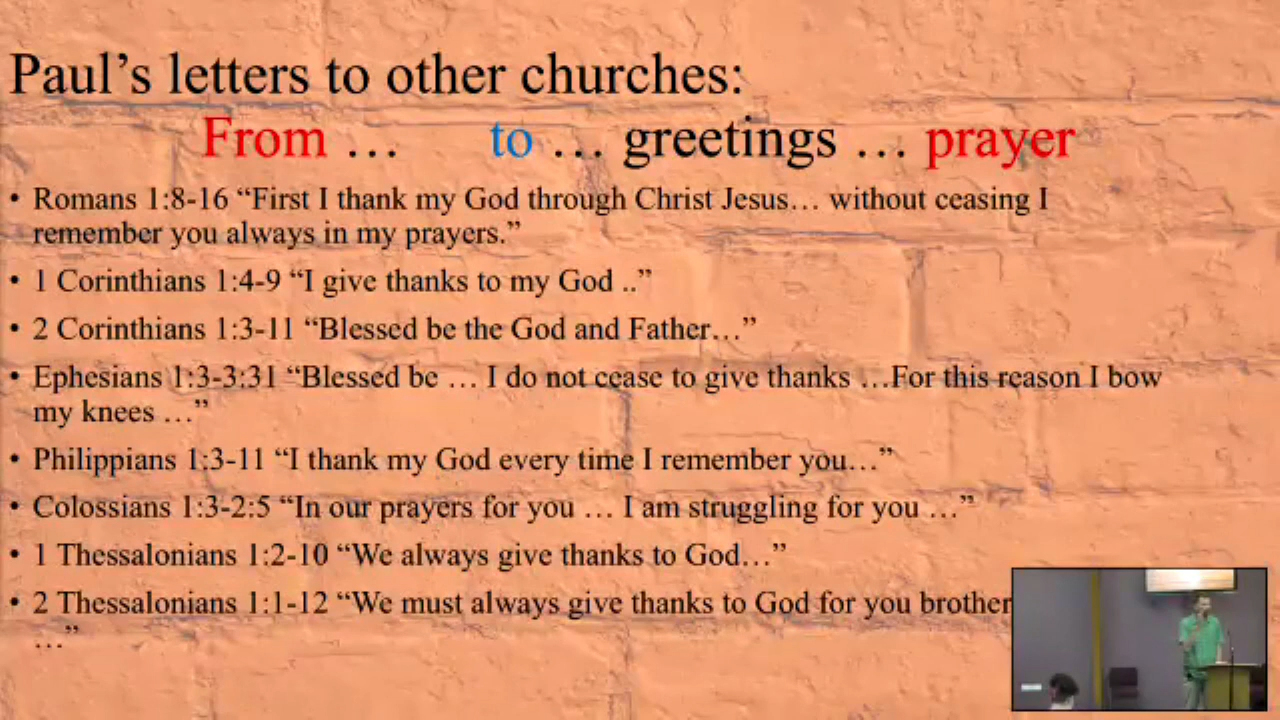 Paul’s letters to other churches:
From … to … greetings … prayer
• Romans 1:8-16 “First I thank my God through Christ Jesus… without ceasing I
remember you always in my prayers.”
• 1 Corinthians 1:4-9 “I give thanks to my God ..”
• 2 Corinthians 1:3-11 “Blessed be the God and Father…”
• Ephesians 1:3-3:31 “Blessed be … I do not cease to give thanks …For this reason I bow
my knees …”
• Philippians 1:3-11 “I thank my God every time I remember you…”
• Colossians 1:3-2:5 “In our prayers for you … I am struggling for you …”
• 1 Thessalonians 1:2-10 “We always give thanks to God…”
• 2 Thessalonians 1:1-12 “We must always give thanks to God for you brother
…”